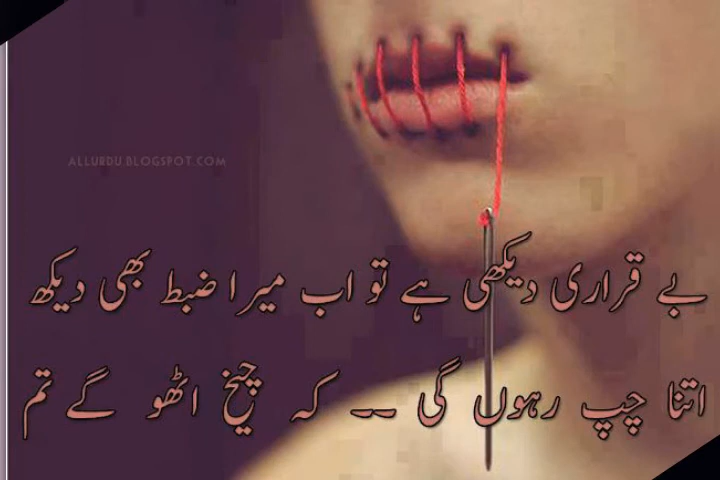 ALLURDU.BLOGSPOT.COM
بے قراری دیکھی ہے تو اب میرا ضبط بھی دیکھ
اتنا چپ رہوں گی ۔۔ کہ چیخ اٹھو گے تم